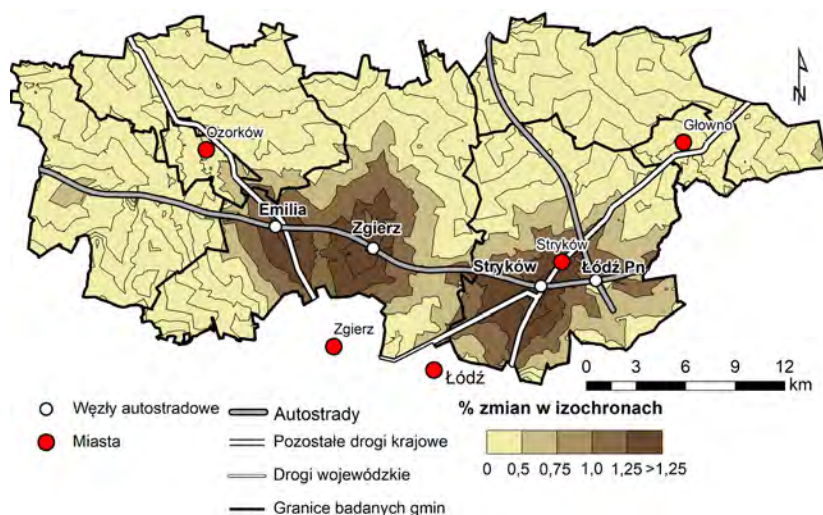 N
Ozorków
Głowno
Emilia
Zgierz
Stryków
Stryków
Łódź Pn
Zgierz
Łódź
0 3 6 9 12
km
Węzły autostradowe
Miasta
Autostrady
Pozostałe drogi krajowe
Drogi wojewódzkie
Granice badanych gmin
% zmian w izochronach
0 0,5 0,75 1,0 1,25 >1,25